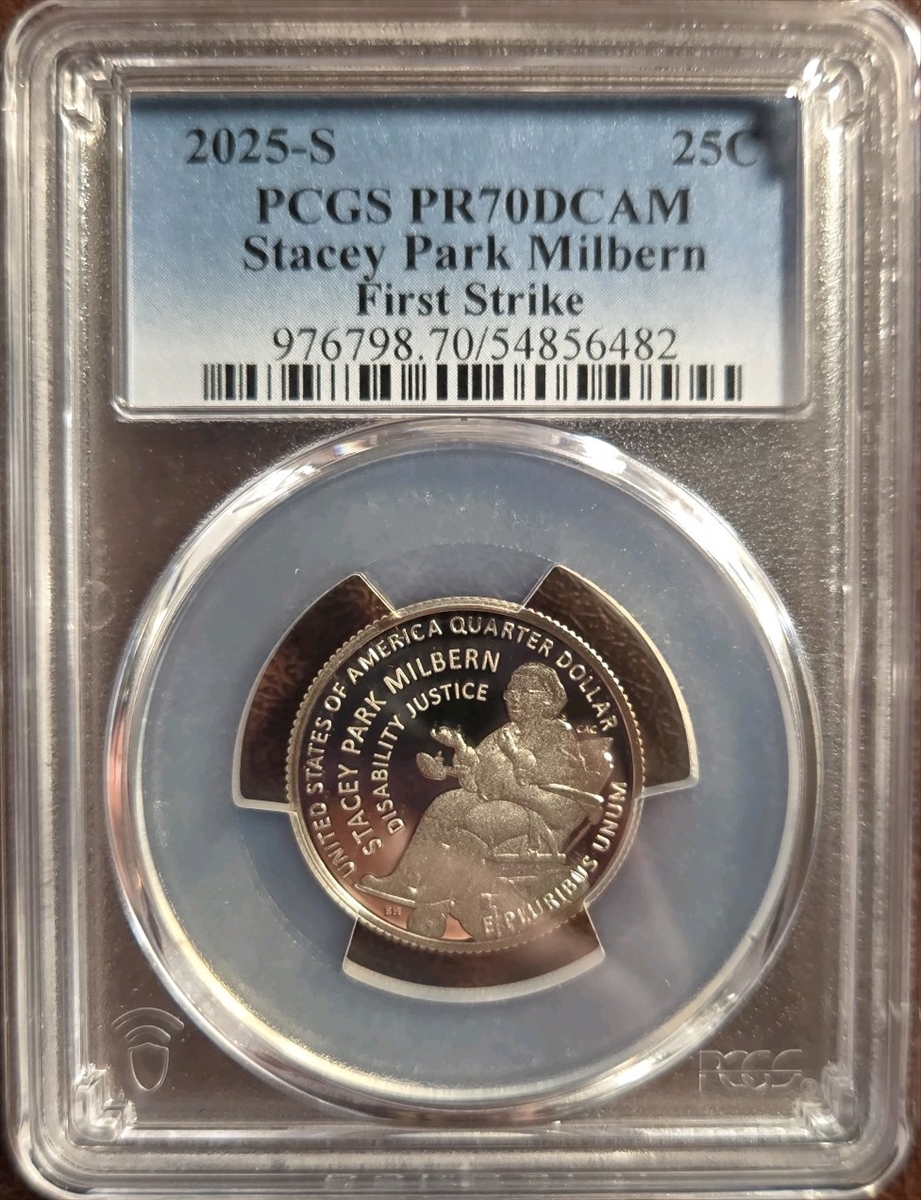 2025-S 25C
PCGS PR70DCAM
Stacey Park Milbern
First Strike
976798.70/54856482
UNITED STATES OF AMERICA QUARTER DOLLAR
STACEY PARK MILBERN
DISABILITY JUSTICE
E PLURIBUS UNUM
PCGS